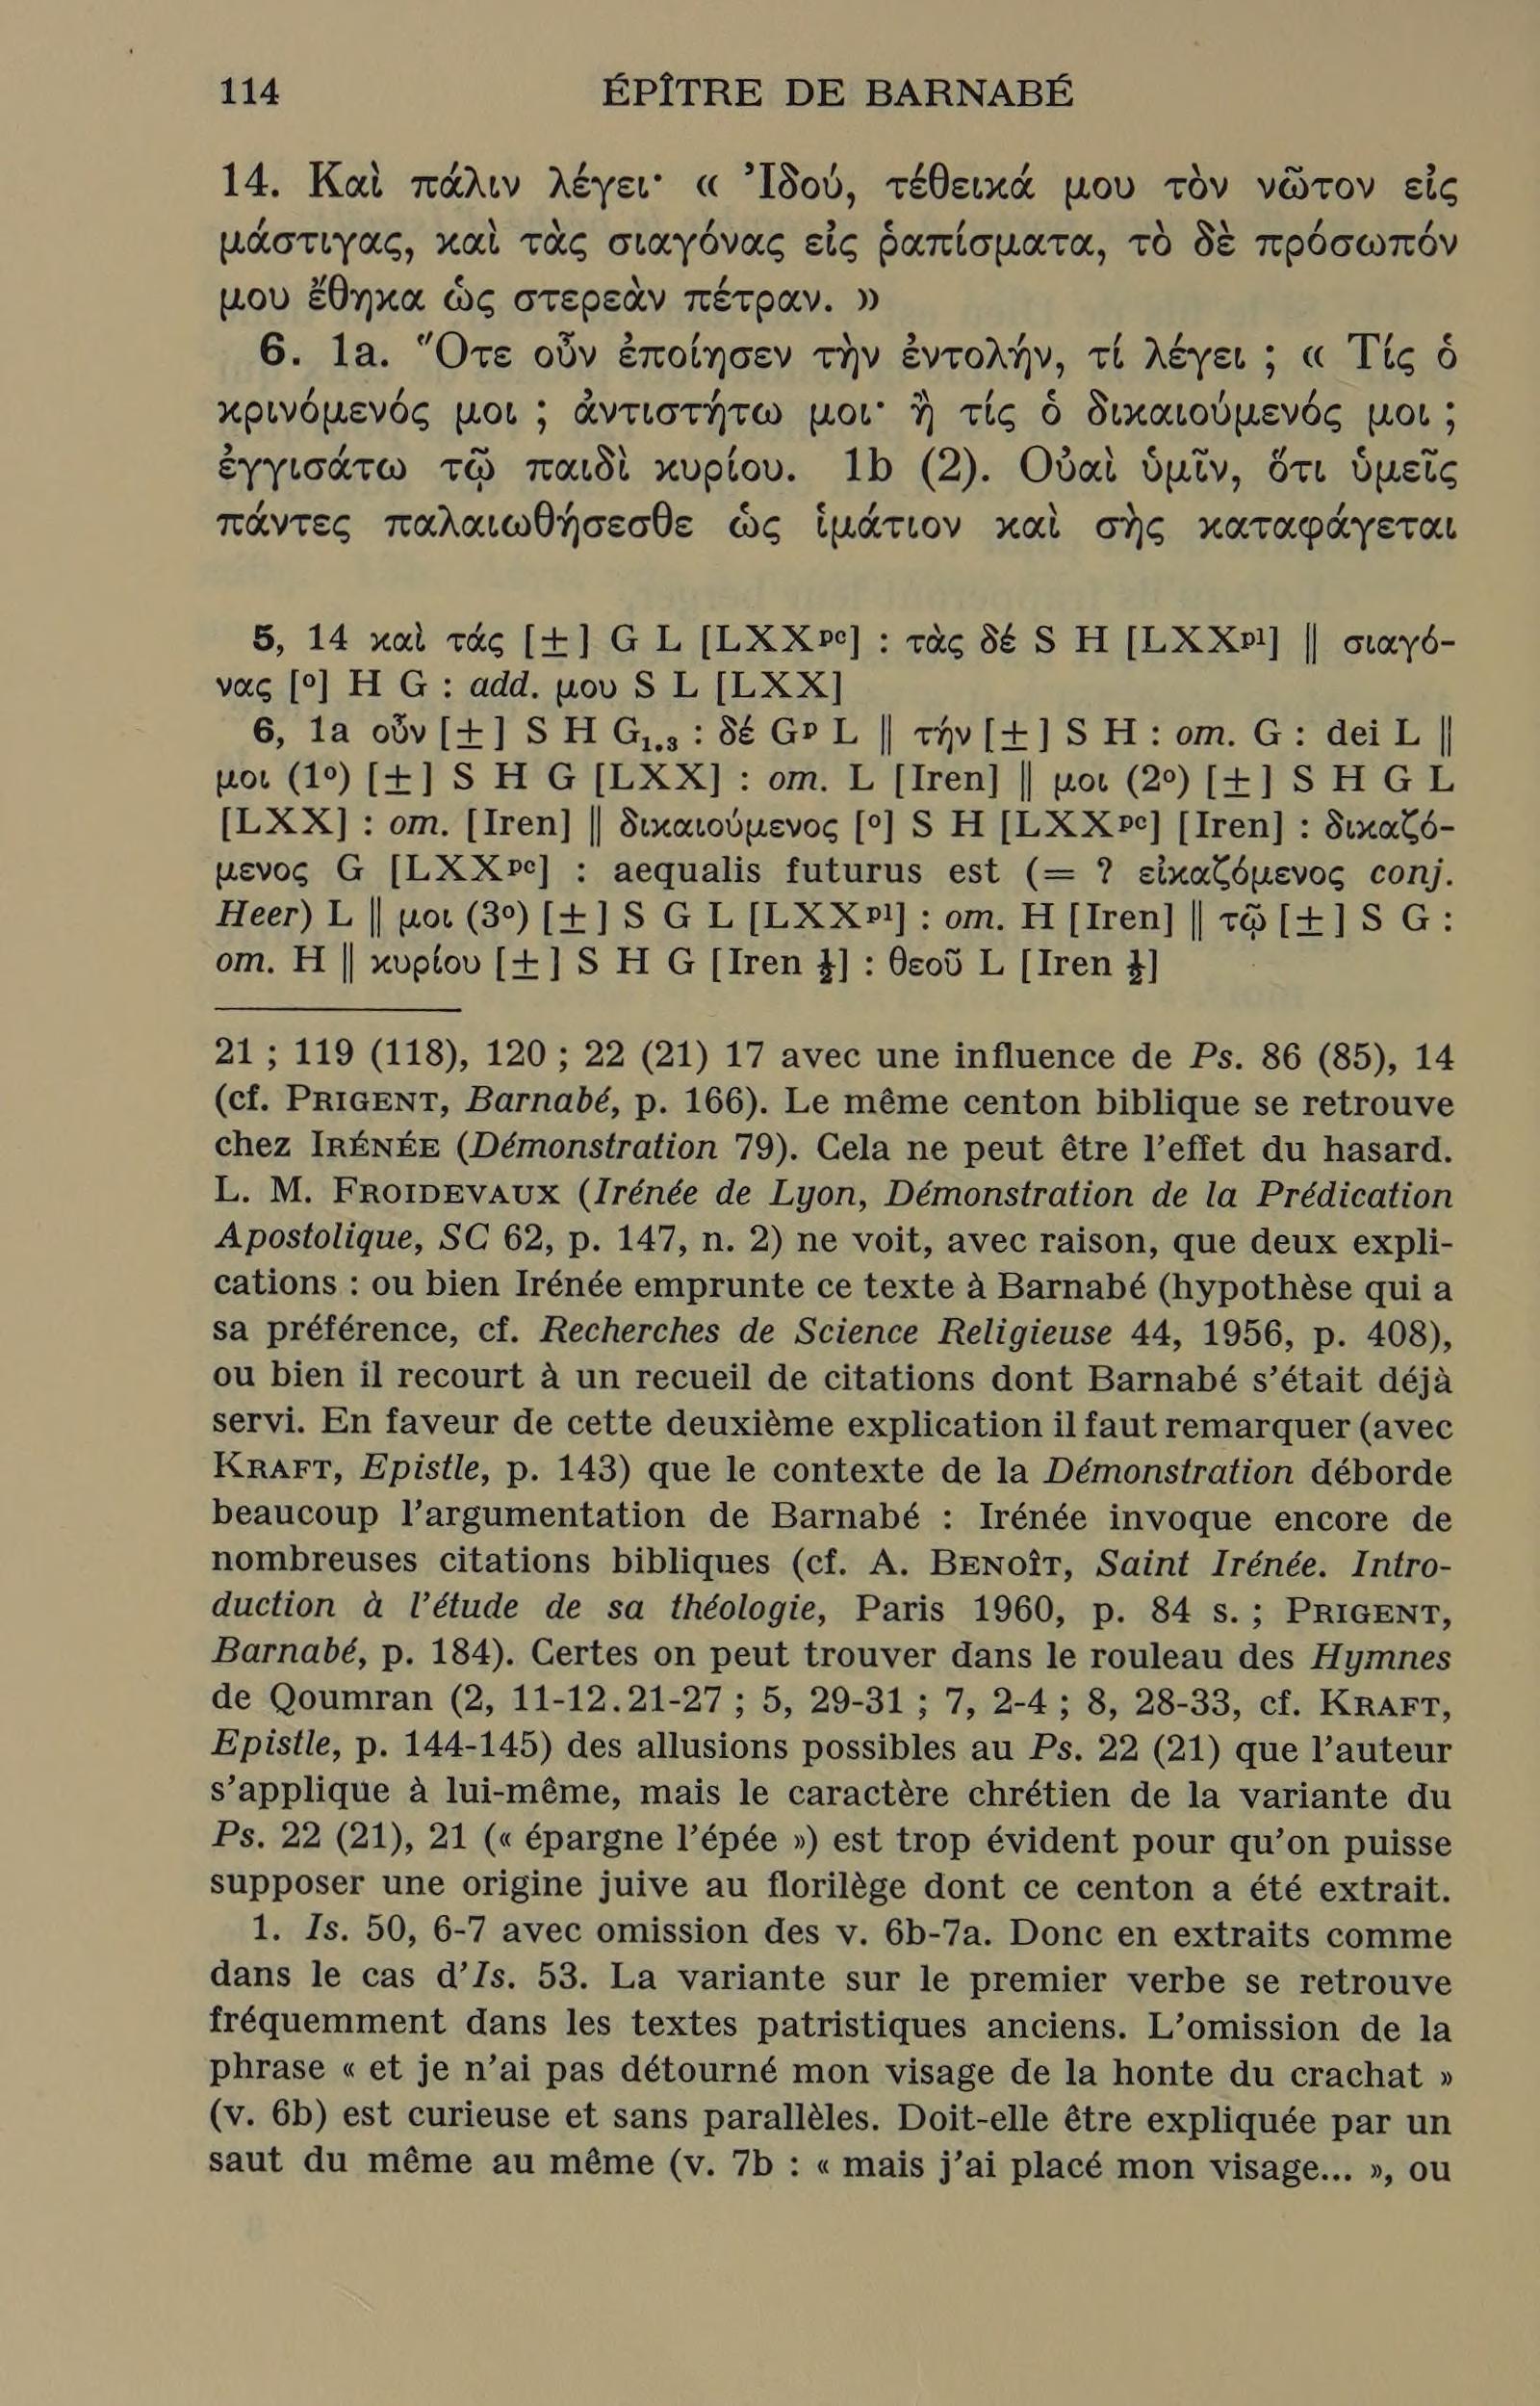 114 ÉPÎTRE DE BARNABÉ
14. Καὶ πάλιν λέγει· « Ἰδού, τέθεικά μου τὸν νῶτον εἰς
μάστιγας, καὶ τὰς σιαγόνας εἰς ῥαπίσματα, τὸ δὲ πρόσωπόν
μου ἔθηκα ὡς στερεὰν πέτραν. »
6. 1a. Ὅτε οὖν ἐποίησεν τὴν ἐντολήν, τί λέγει ; « Τίς ὁ
κρινόμενός μοι ; ἀντιστήτω μοι· ἢ τίς ὁ δικαιούμενός μοι ;
ἐγγισάτω τῷ παιδὶ κυρίου. 1b (2). Οὐαὶ ὑμῖν, ὅτι ὑμεῖς
πάντες παλαιωθήσεσθε ὡς ἱμάτιον καὶ σὴς καταφάγεται
5, 14 καὶ τάς [±] G L [LXXᵖᶜ] : τὰς δέ S H [LXXᵖˡ] || σιαγό-
νας [⁰] H G : add. μου S L [LXX]
6, 1a οὖν [±] S H G₁.₃ : δέ Gᵖ L || τήν [±] S H : om. G : dei L ||
μοι (1⁰) [±] S H G [LXX] : om. L [Iren] || μοι (2⁰) [±] S H G L
[LXX] : om. [Iren] || δικαιούμενος [⁰] S H [LXXᵖᶜ] [Iren] : δικαζό-
μενος G [LXXᵖᶜ] : aequalis futurus est (= ? εἰκαζόμενος conj.
Heer) L || μοι (3⁰) [±] S G L [LXXᵖˡ] : om. H [Iren] || τῷ [±] S G :
om. H || κυρίου [±] S H G [Iren ½] : θεοῦ L [Iren ½]
21 ; 119 (118), 120 ; 22 (21) 17 avec une influence de Ps. 86 (85), 14
(cf. PRIGENT, Barnabé, p. 166). Le même centon biblique se retrouve
chez IRÉNÉE (Démonstration 79). Cela ne peut être l'effet du hasard.
L. M. FROIDEVAUX (Irénée de Lyon, Démonstration de la Prédication
Apostolique, SC 62, p. 147, n. 2) ne voit, avec raison, que deux expli-
cations : ou bien Irénée emprunte ce texte à Barnabé (hypothèse qui a
sa préférence, cf. Recherches de Science Religieuse 44, 1956, p. 408),
ou bien il recourt à un recueil de citations dont Barnabé s'était déjà
servi. En faveur de cette deuxième explication il faut remarquer (avec
KRAFT, Epistle, p. 143) que le contexte de la Démonstration déborde
beaucoup l'argumentation de Barnabé : Irénée invoque encore de
nombreuses citations bibliques (cf. A. BENOÎT, Saint Irénée. Intro-
duction à l'étude de sa théologie, Paris 1960, p. 84 s. ; PRIGENT,
Barnabé, p. 184). Certes on peut trouver dans le rouleau des Hymnes
de Qoumran (2, 11-12.21-27 ; 5, 29-31 ; 7, 2-4 ; 8, 28-33, cf. KRAFT,
Epistle, p. 144-145) des allusions possibles au Ps. 22 (21) que l'auteur
s'applique à lui-même, mais le caractère chrétien de la variante du
Ps. 22 (21), 21 (« épargne l'épée ») est trop évident pour qu'on puisse
supposer une origine juive au florilège dont ce centon a été extrait.
1. Is. 50, 6-7 avec omission des v. 6b-7a. Donc en extraits comme
dans le cas d'Is. 53. La variante sur le premier verbe se retrouve
fréquemment dans les textes patristiques anciens. L'omission de la
phrase « et je n'ai pas détourné mon visage de la honte du crachat »
(v. 6b) est curieuse et sans parallèles. Doit-elle être expliquée par un
saut du même au même (v. 7b : « mais j'ai placé mon visage... », ou